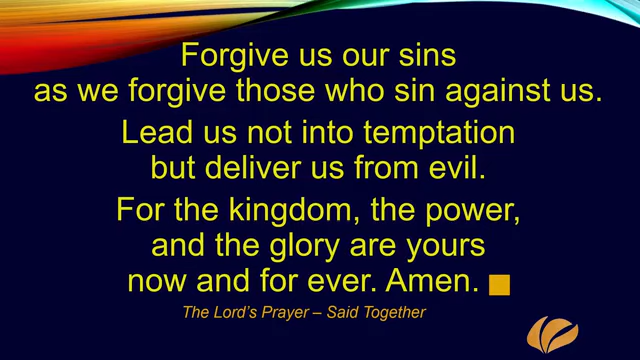 Forgive us our sins
as we forgive those who sin against us.
Lead us not into temptation
but deliver us from evil.
For the kingdom, the power,
and the glory are yours
now and for ever. Amen.
The Lord's Prayer – Said Together